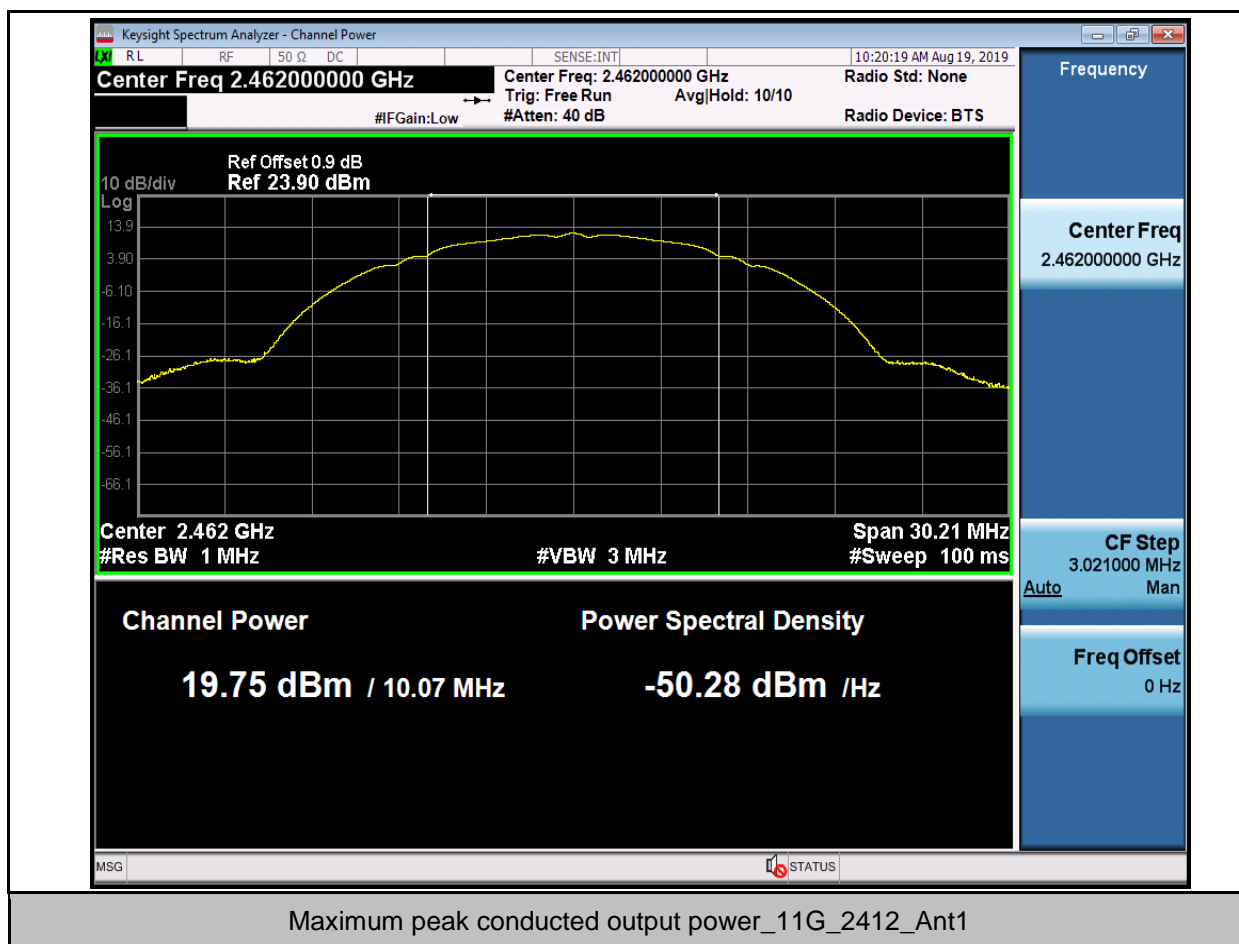 Keysight Spectrum Analyzer - Channel Power
LXI RL RF 50 Ω DC SENSE:INT 10:20:19 AM Aug 19, 2019
Center Freq 2.462000000 GHz
Center Freq: 2.462000000 GHz Radio Std: None
Trig: Free Run Avg|Hold: 10/10
#IFGain:Low #Atten: 40 dB Radio Device: BTS
Ref Offset 0.9 dB
10 dB/div Ref 23.90 dBm
Log
13.9
3.90
-6.10
-16.1
-26.1
-36.1
-46.1
-56.1
-66.1
Center 2.462 GHz Span 30.21 MHz
#Res BW 1 MHz #VBW 3 MHz #Sweep 100 ms
Channel Power Power Spectral Density
19.75 dBm / 10.07 MHz -50.28 dBm /Hz
Frequency
Center Freq
2.462000000 GHz
CF Step
3.021000 MHz
Auto Man
Freq Offset
0 Hz
MSG STATUS
Maximum peak conducted output power_11G_2412_Ant1